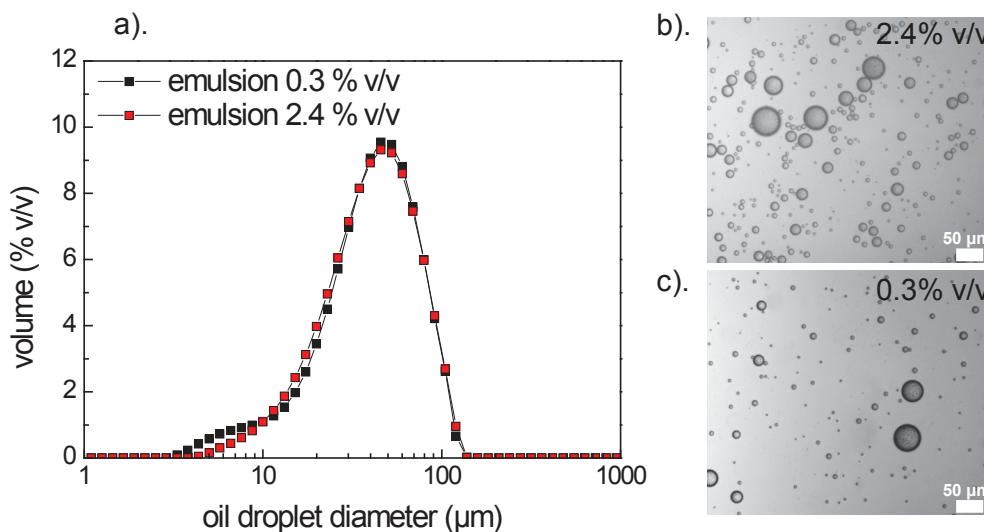 a).
12
10
8
6
4
2
0
volume (% v/v)
emulsion 0.3 % v/v
emulsion 2.4 % v/v
1
10
100
1000
oil droplet diameter (µm)
b).
2.4% v/v
50 µm
c).
0.3% v/v
50 µm